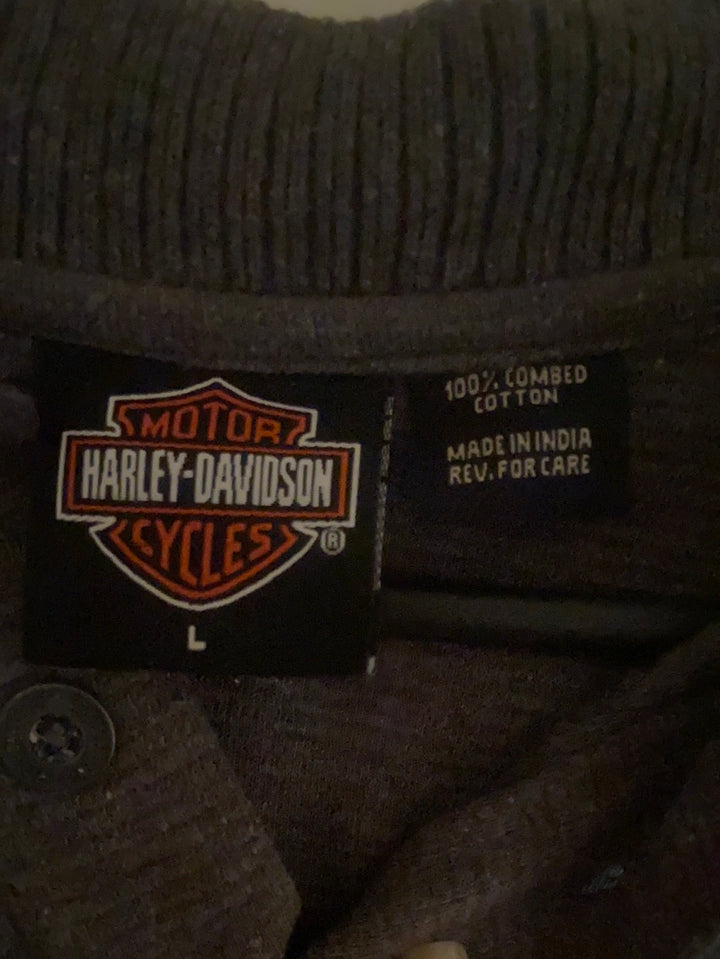 MOTOR
HARLEY-DAVIDSON
CYCLES
®
L
100% COMBED
COTTON
MADE IN INDIA
REV. FOR CARE